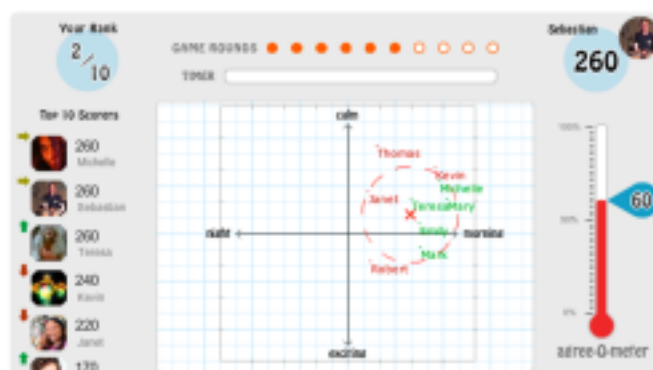 Your Rank
2/10
GAME ROUNDS
TIMER
Sebastian
260
Top 10 Scorers
260
Michelle
260
Sebastian
260
Teresa
240
Kevin
220
Janet
170
calm
Thomas
Kevin
Michelle
Janet
Teresa
Mary
Emily
night
morning
Mark
Robert
exciting
100%
60
50%
0%
agree-O-meter